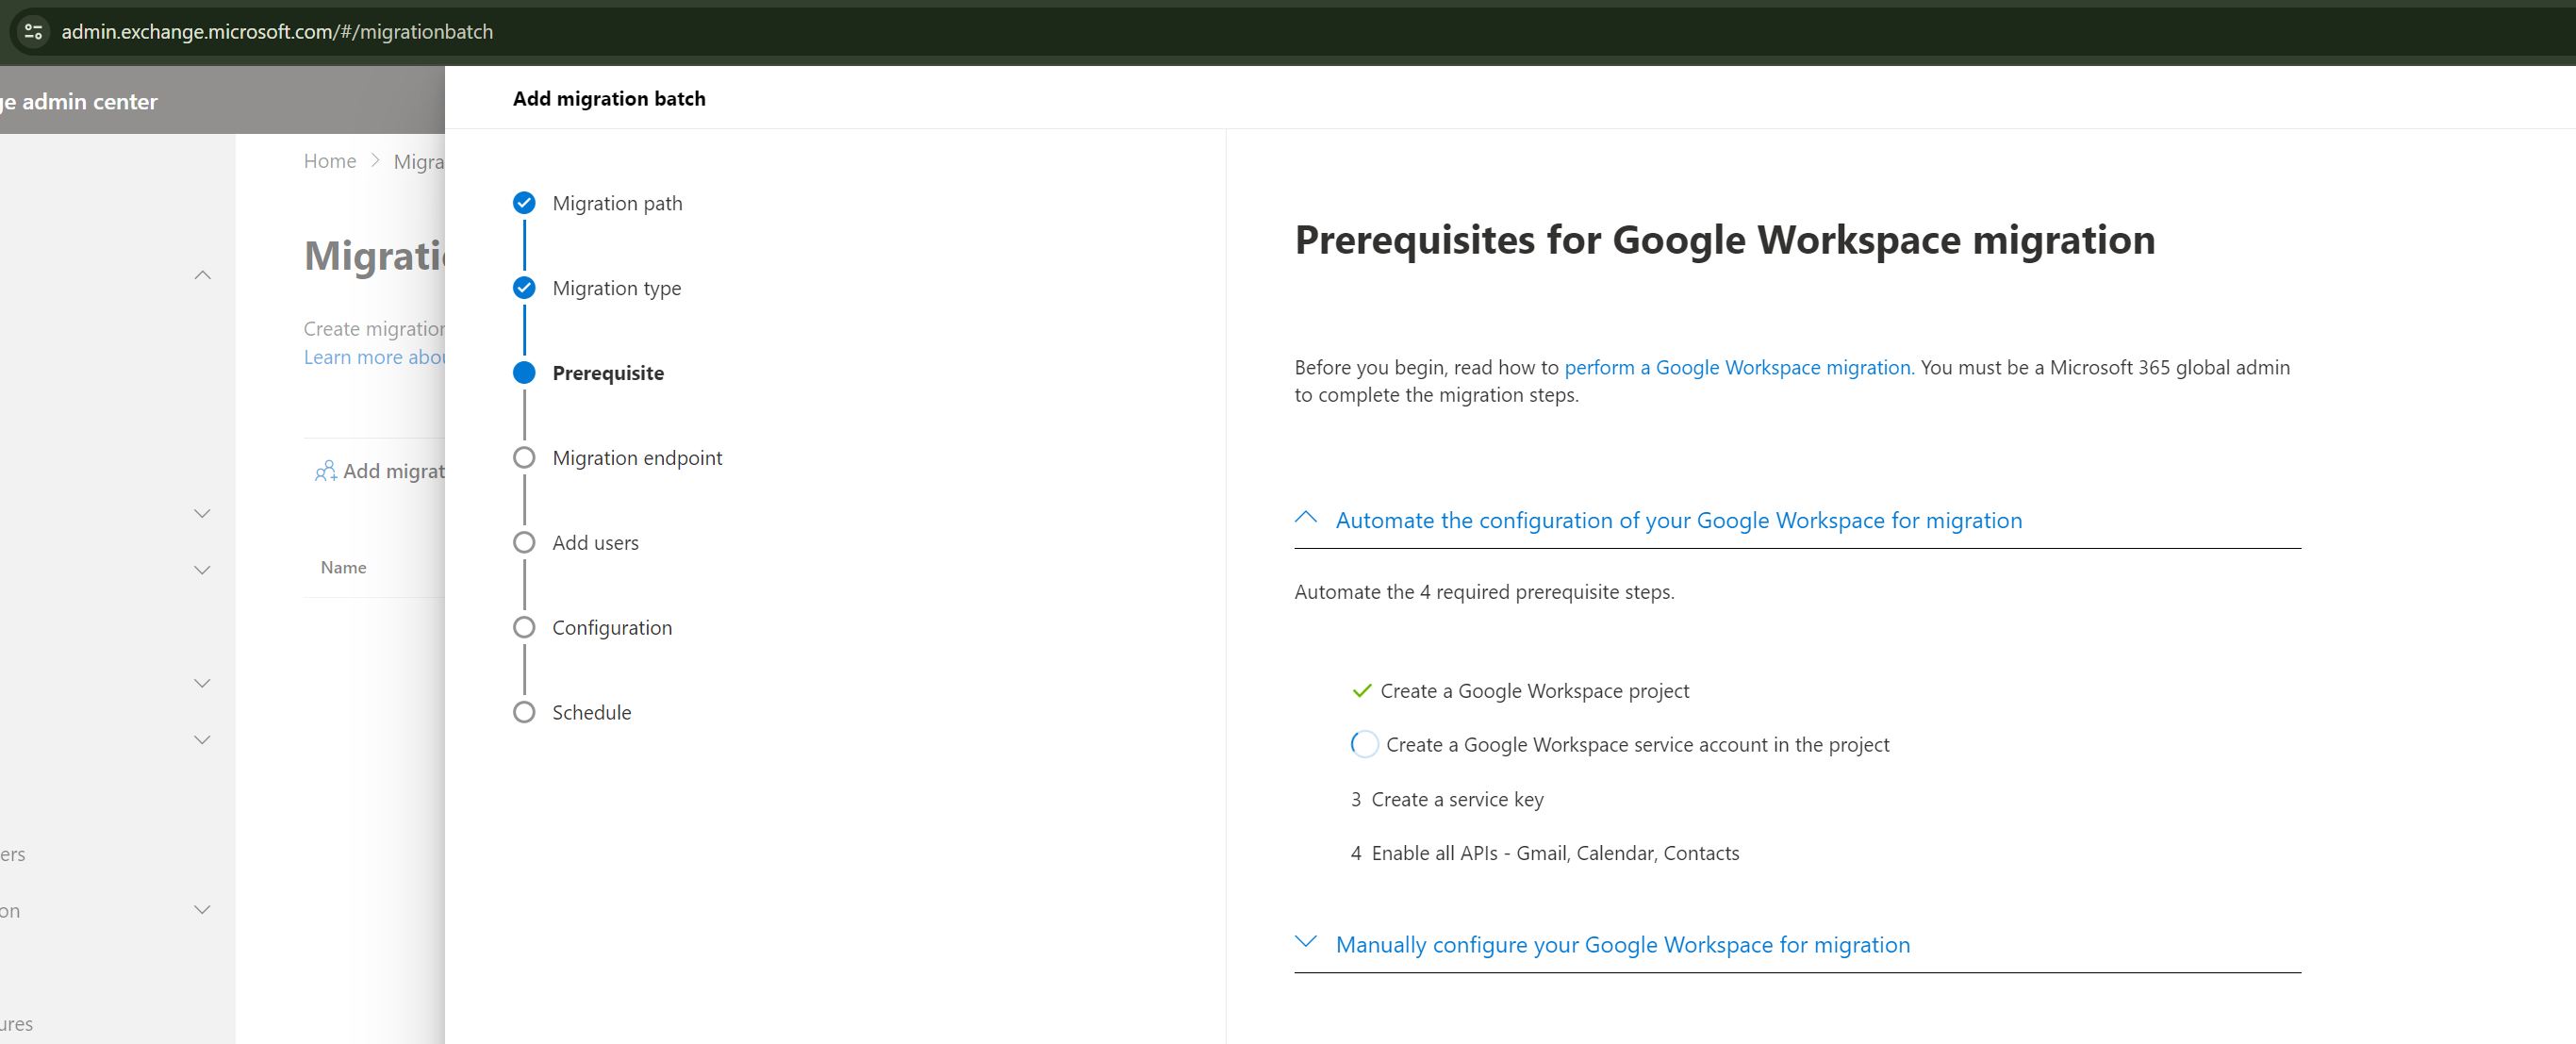 admin.exchange.microsoft.com/#/migrationbatch
ge admin center
Home
Migra
Migrati
Create migration
Learn more abou
Add migrat
Name
ers
on
ures
Add migration batch
Migration path
Migration type
Prerequisite
Migration endpoint
Add users
Configuration
Schedule
Prerequisites for Google Workspace migration
Before you begin, read how to perform a Google Workspace migration. You must be a Microsoft 365 global admin
to complete the migration steps.
Automate the configuration of your Google Workspace for migration
Automate the 4 required prerequisite steps.
Create a Google Workspace project
Create a Google Workspace service account in the project
3 Create a service key
4 Enable all APIs - Gmail, Calendar, Contacts
Manually configure your Google Workspace for migration